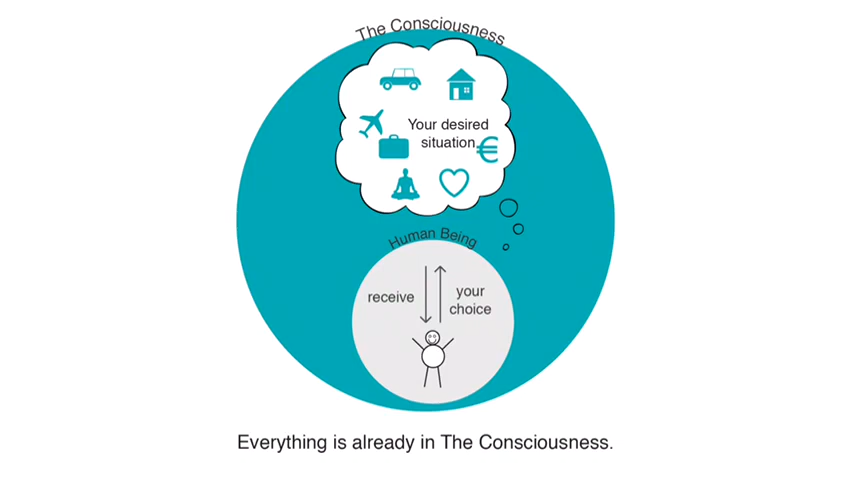 The Consciousness
Your desired
situation
€
Human Being
receive
your
choice
Everything is already in The Consciousness.